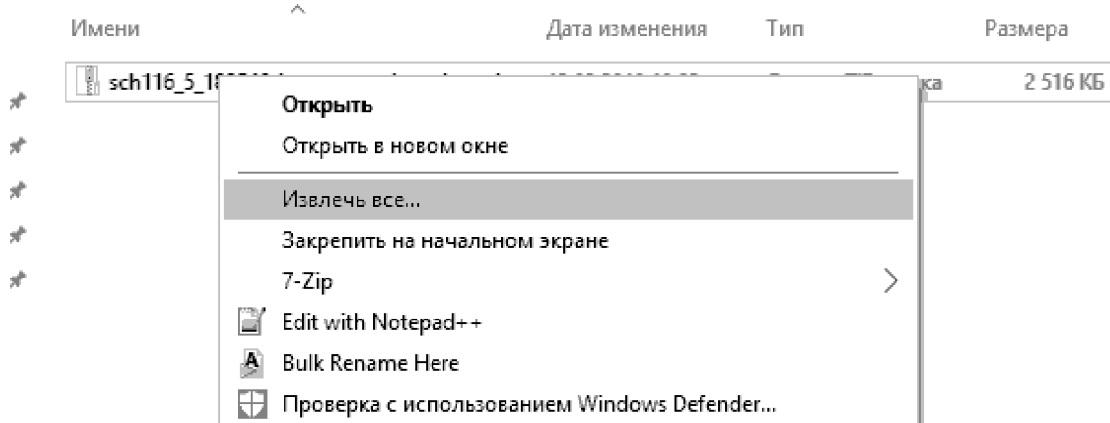 Имени Дата изменения Тип Размера
sch116_5_1 ка 2 516 КБ
Открыть
Открыть в новом окне
Извлечь все...
Закрепить на начальном экране
7-Zip
Edit with Notepad++
Bulk Rename Here
Проверка с использованием Windows Defender...